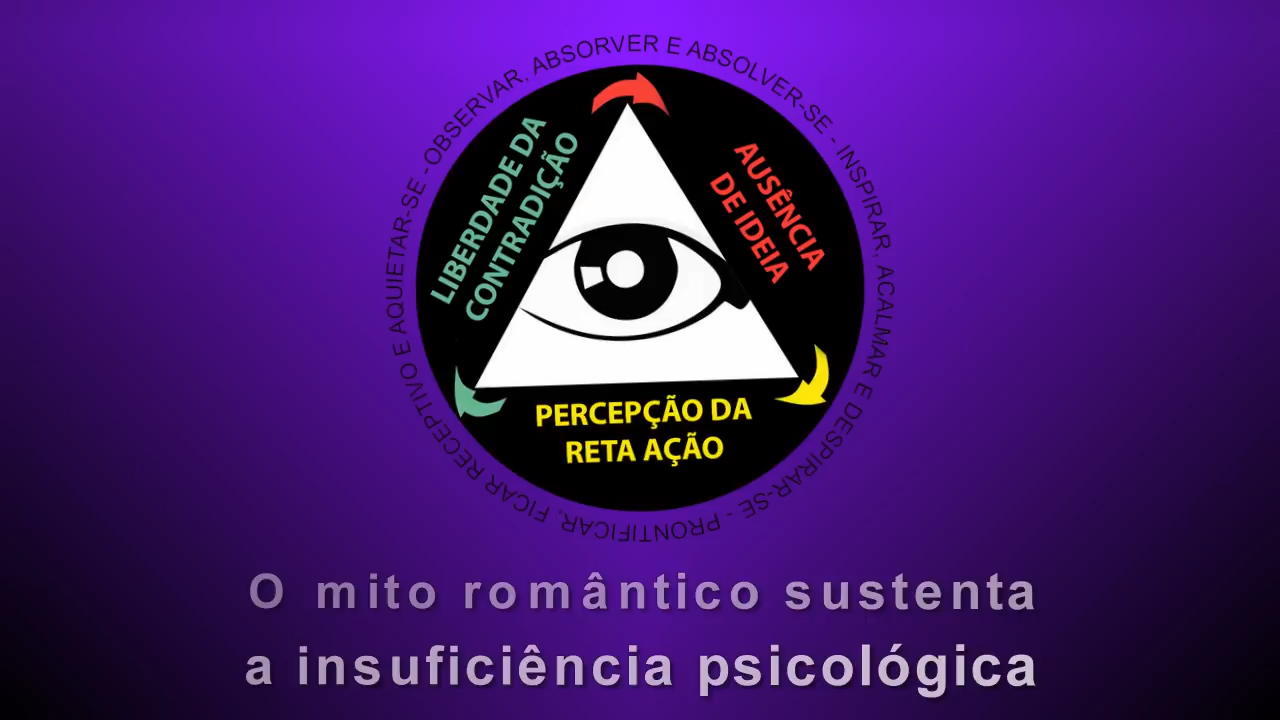 OBSERVAR, ABSORVER E ABSOLVER-SE - INSPIRAR, ACALMAR E DESPIRAR-SE - PRONTIFICAR, FICAR RECEPTIVO E AQUIETAR-SE -
LIBERDADE DA
CONTRADIÇÃO
AUSÊNCIA
DE IDEIA
PERCEPÇÃO DA
RETA AÇÃO
O mito romântico sustenta
a insuficiência psicológica